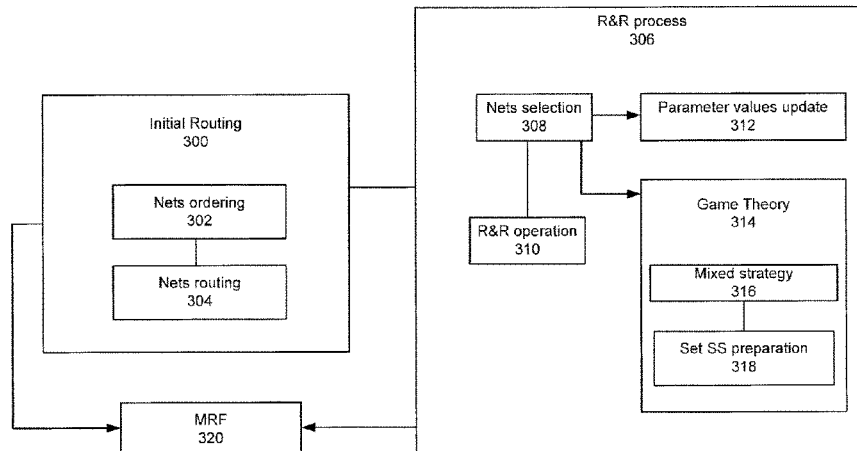 R&R process
306
Initial Routing
300
Nets ordering
302
Nets routing
304
Nets selection
308
Parameter values update
312
R&R operation
310
Game Theory
314
Mixed strategy
316
Set SS preparation
318
MRF
320